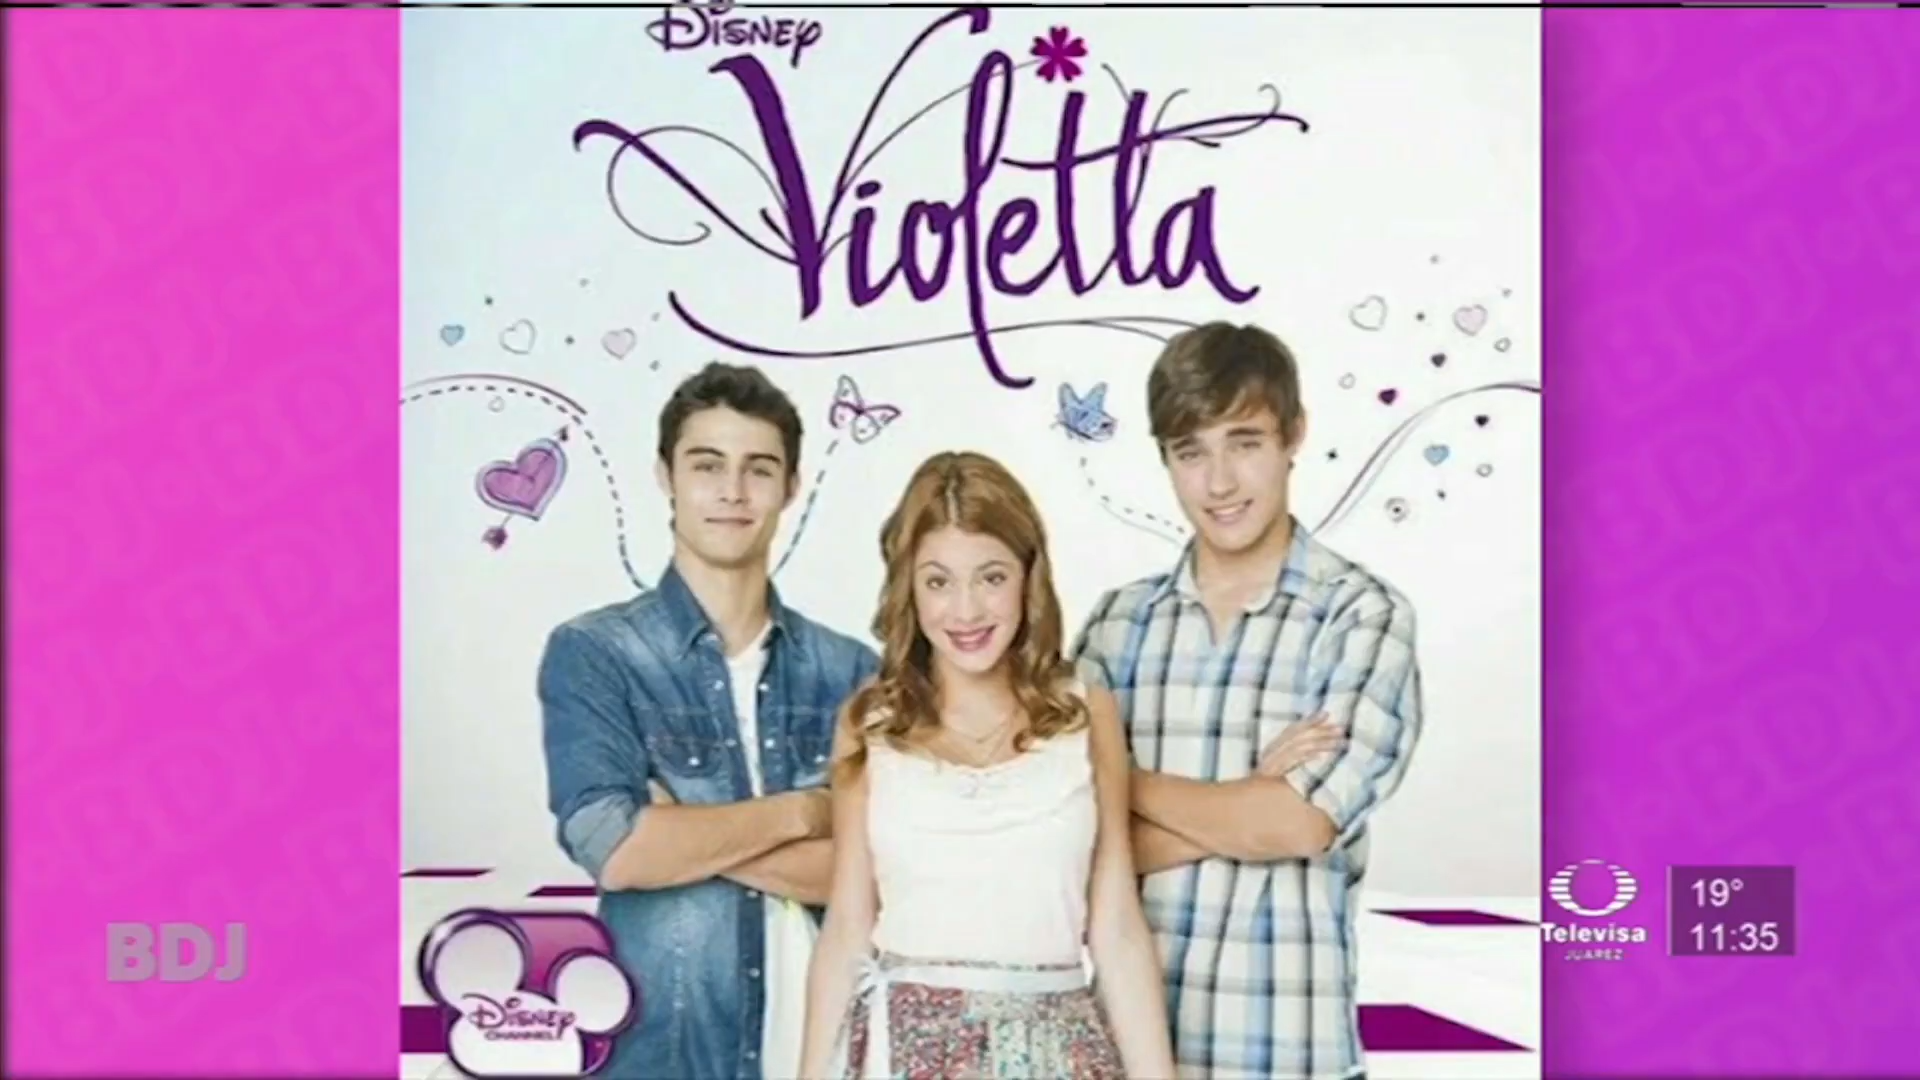 Disney
Violetta
BDJ
Disney
CHANNEL
Televisa
JUAREZ
19°
11:35